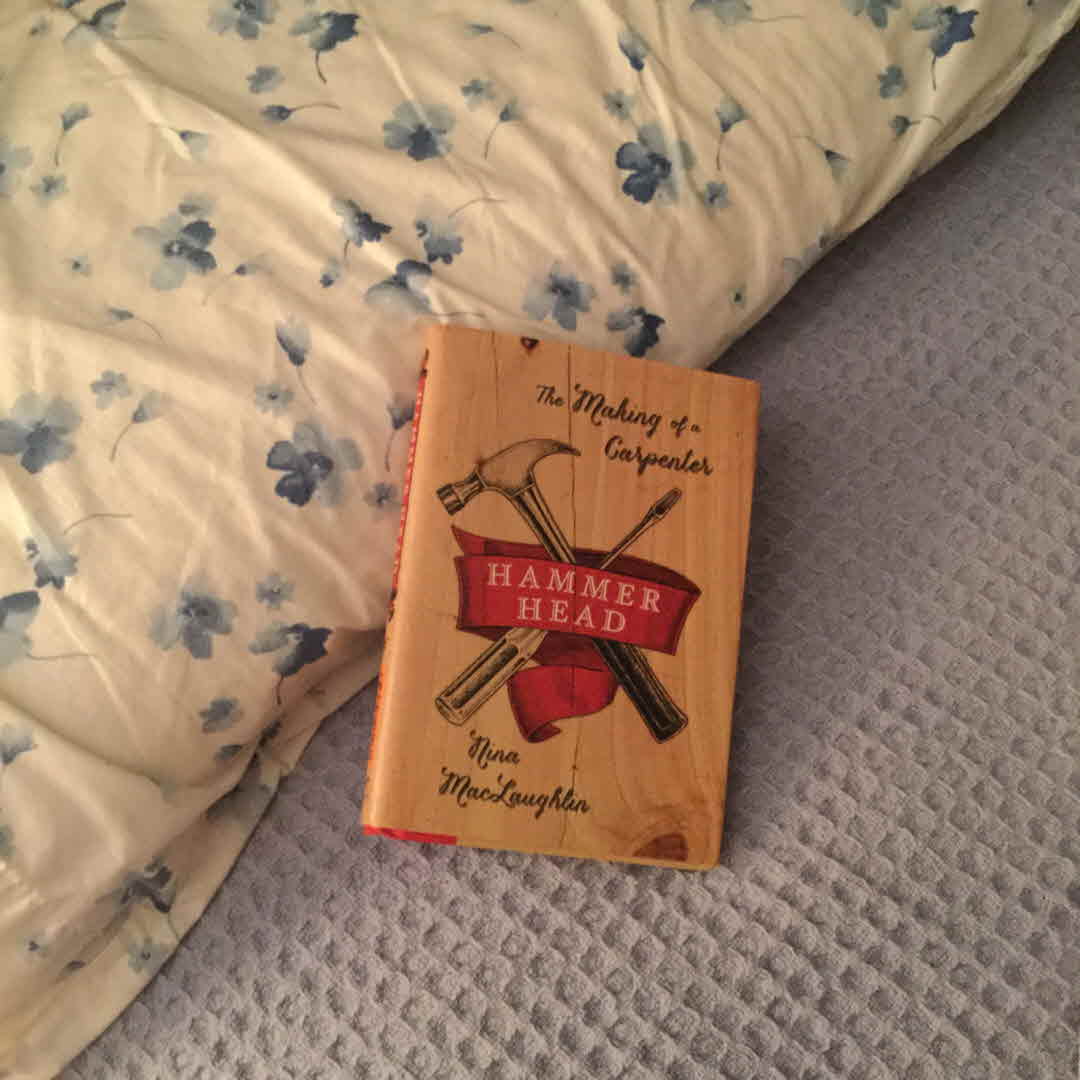 The Making of a
Carpenter
HAMMER
HEAD
Nina
MacLaughlin